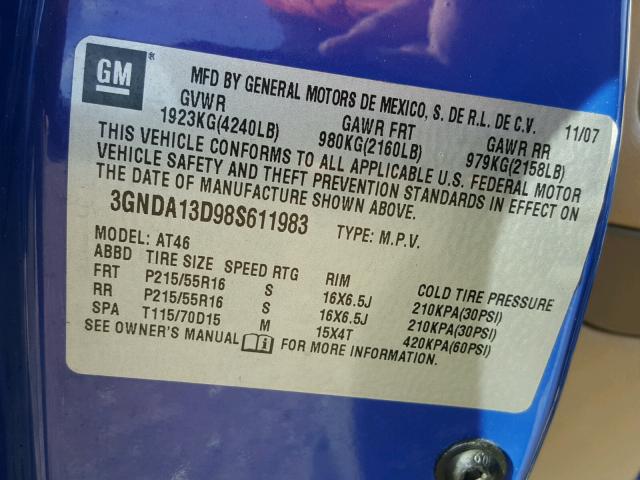 GM
MFD BY GENERAL MOTORS DE MEXICO, S. DE R.L. DE C.V. 11/07
GVWR GAWR FRT GAWR RR
1923KG(4240LB) 980KG(2160LB) 979KG(2158LB)
THIS VEHICLE CONFORMS TO ALL APPLICABLE U.S. FEDERAL MOTOR
VEHICLE SAFETY AND THEFT PREVENTION STANDARDS IN EFFECT ON
THE DATE OF MANUFACTURE SHOWN ABOVE.
3GNDA13D98S611983 TYPE: M.P.V.
MODEL: AT46
ABBD TIRE SIZE SPEED RTG RIM COLD TIRE PRESSURE
FRT P215/55R16 S 16X6.5J 210KPA(30PSI)
RR P215/55R16 S 16X6.5J 210KPA(30PSI)
SPA T115/70D15 M 15X4T 420KPA(60PSI)
SEE OWNER'S MANUAL FOR MORE INFORMATION.